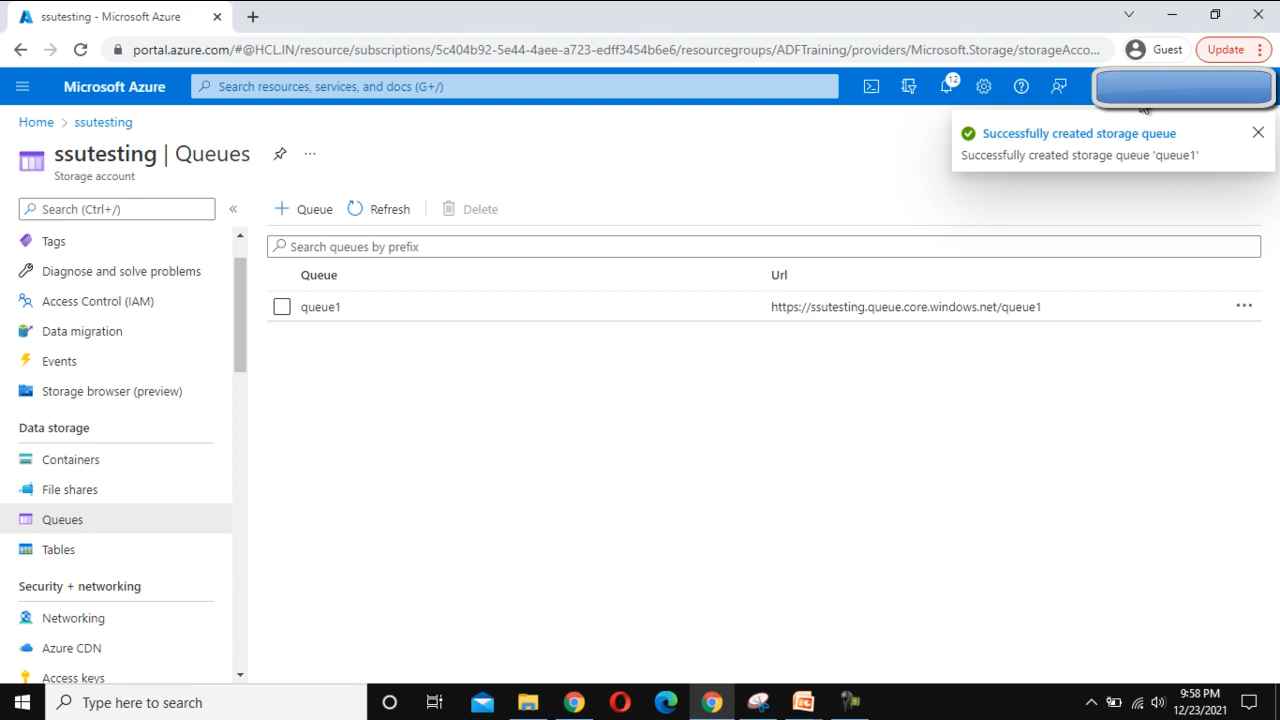 ssutesting - Microsoft Azure
portal.azure.com/#@HCL.IN/resource/subscriptions/5c404b92-5e44-4aee-a723-edff3454b6e6/resourcegroups/ADFTraining/providers/Microsoft.Storage/storageAcco...
Guest
Update
Microsoft Azure
Search resources, services, and docs (G+/)
12
Home > ssutesting
Successfully created storage queue
Successfully created storage queue 'queue1'
ssutesting | Queues
Storage account
Search (Ctrl+/)
Queue
Refresh
Delete
Tags
Diagnose and solve problems
Access Control (IAM)
Data migration
Events
Storage browser (preview)
Data storage
Containers
File shares
Queues
Tables
Security + networking
Networking
Azure CDN
Access keys
Search queues by prefix
Queue Url
queue1 https://ssutesting.queue.core.windows.net/queue1
Type here to search
9:58 PM
12/23/2021